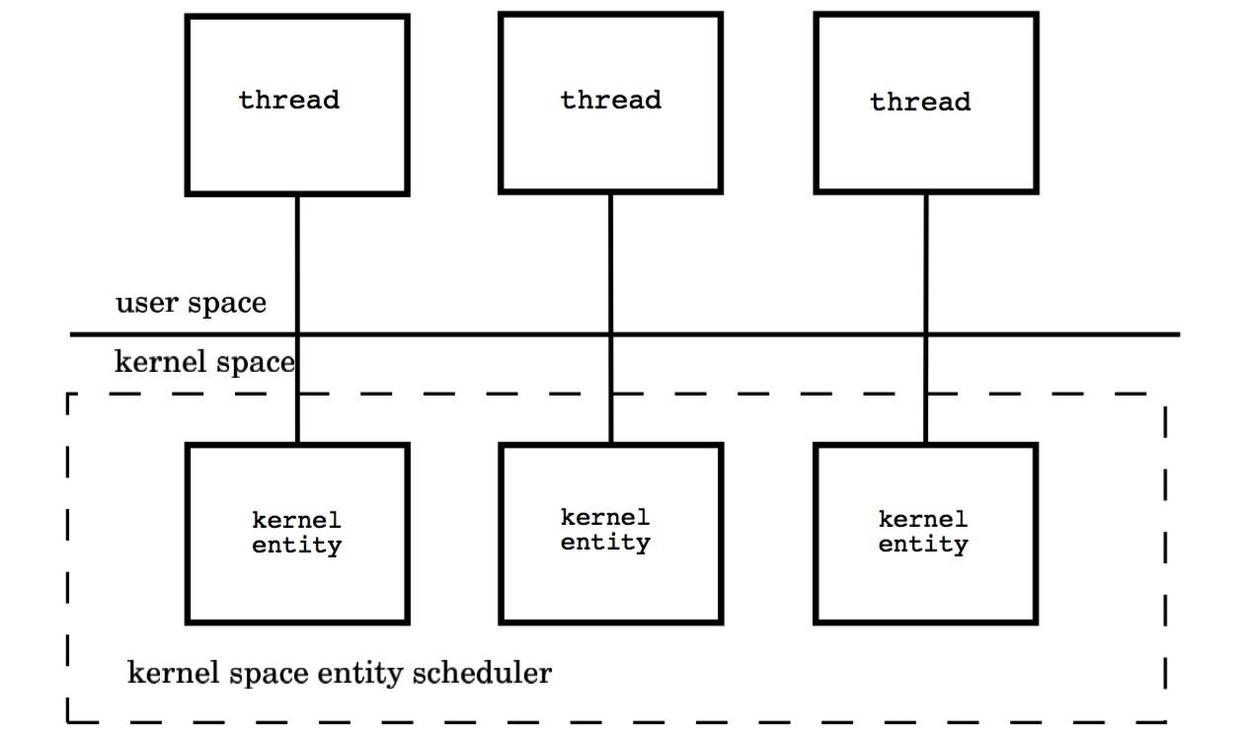 thread
thread
thread
user space
kernel space
kernel
entity
kernel
entity
kernel
entity
kernel space entity scheduler